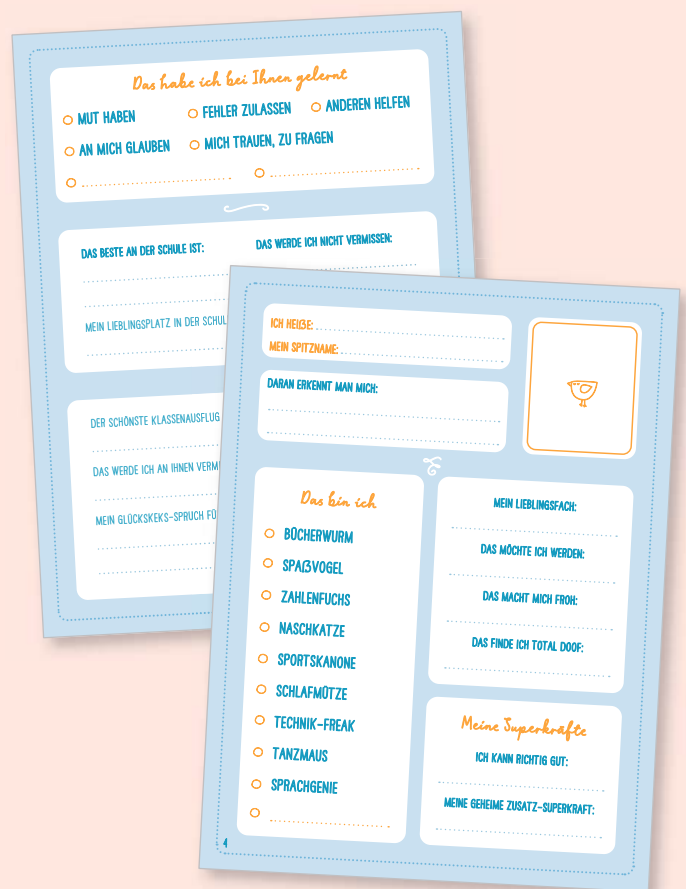 Das habe ich bei Ihnen gelernt
MUT HABEN
FEHLER ZULASSEN
ANDEREN HELFEN
AN MICH GLAUBEN
MICH TRAUEN, ZU FRAGEN
DAS BESTE AN DER SCHULE IST:
DAS WERDE ICH NICHT VERMISSEN:
MEIN LIEBLINGSPLATZ IN DER
DER SCHÖNSTE KLASSENAUSFLUG
DAS WERDE ICH AN IHNEN
MEIN GLÜCKSKEKS-SPRUCH
ICH HEIẞE:
MEIN SPITZNAME:
DARAN ERKENNT MAN MICH:
Das bin ich
BÜCHERWURM
SPAẞVOGEL
ZAHLENFUCHS
NASCHKATZE
SPORTSKANONE
SCHLAFMÜTZE
TECHNIK-FREAK
TANZMAUS
SPRACHGENIE
MEIN LIEBLINGSFACH:
DAS MÖCHTE ICH WERDEN:
DAS MACHT MICH FROH:
DAS FINDE ICH TOTAL DOOF:
Meine Superkräfte
ICH KANN RICHTIG GUT:
MEINE GEHEIME ZUSATZ-SUPERKRAFT:
4